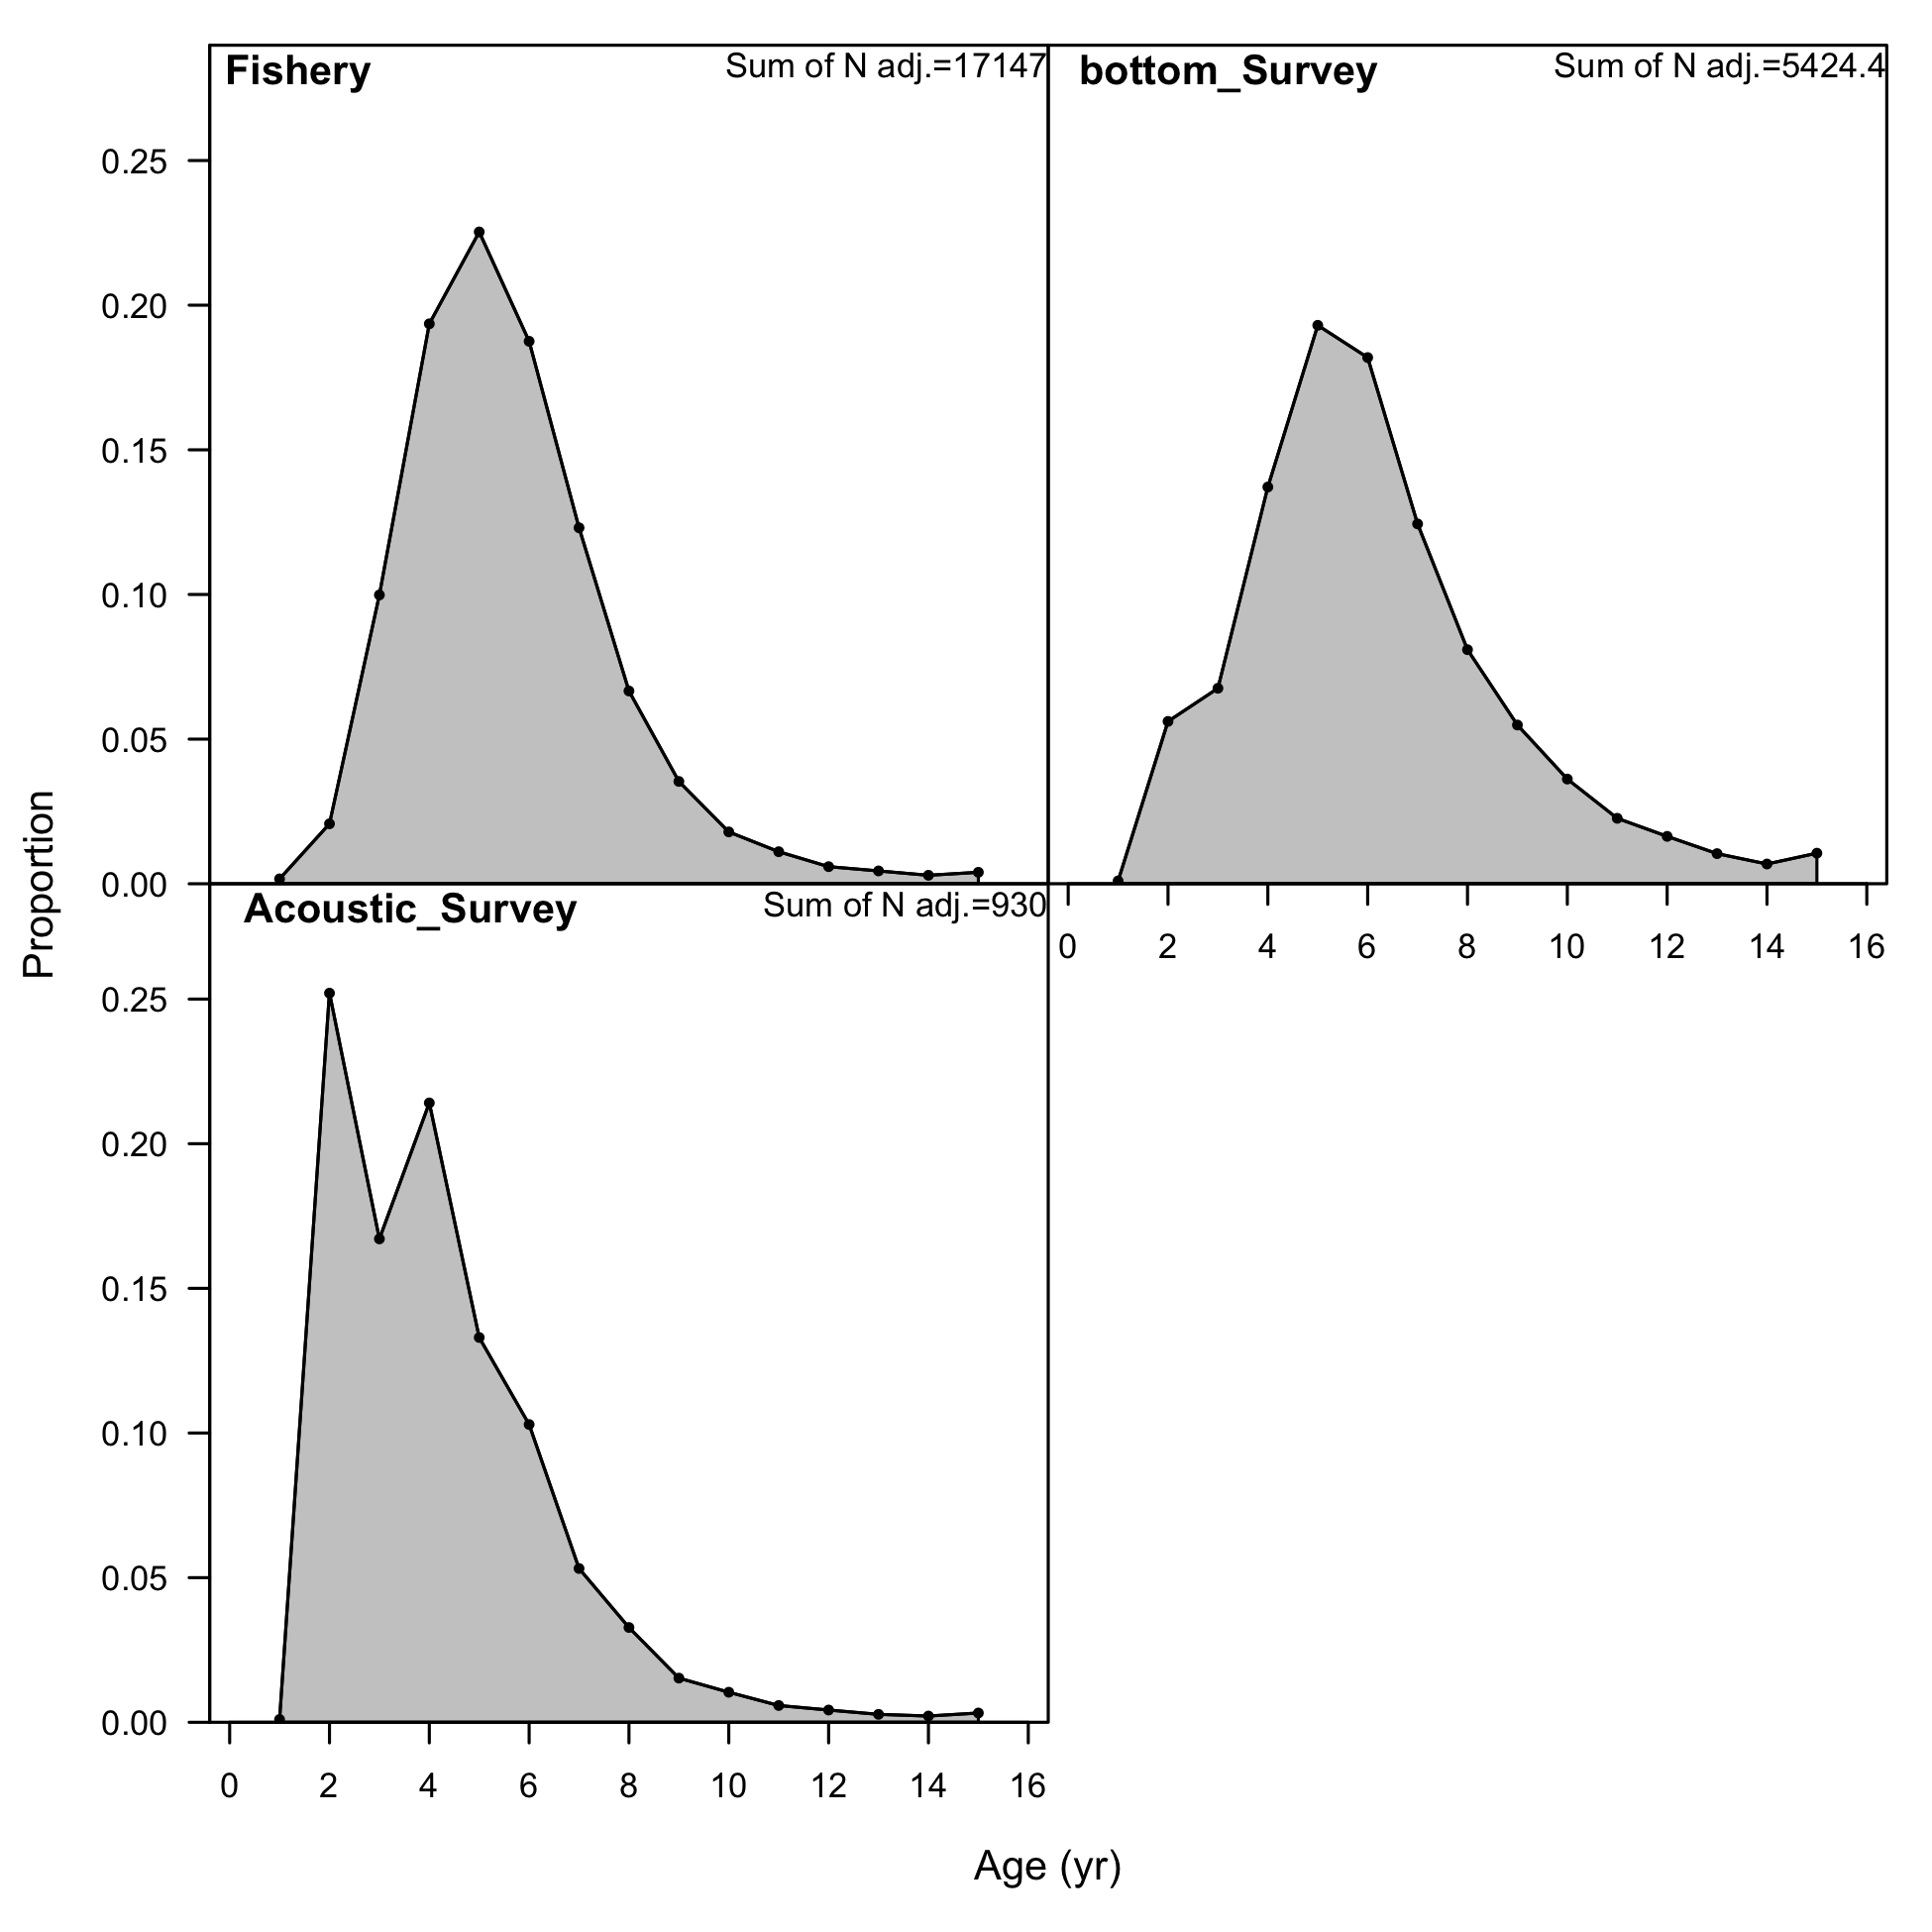 Fishery
Sum of N adj.=17147
bottom_Survey
Sum of N adj.=5424.4
0.25
0.20
0.15
0.10
0.05
0.00
0 2 4 6 8 10 12 14 16
Proportion
Acoustic_Survey
Sum of N adj.=930
0.25
0.20
0.15
0.10
0.05
0.00
0 2 4 6 8 10 12 14 16
Age (yr)